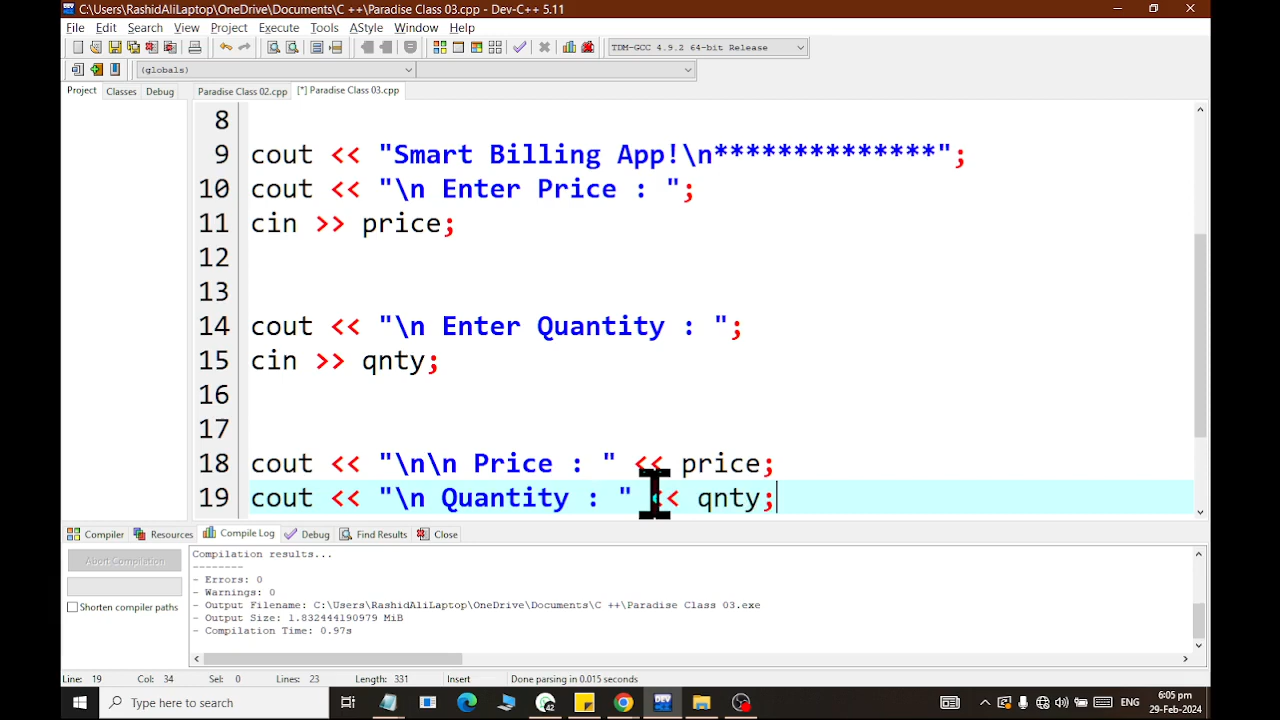 C:\Users\RashidAliLaptop\OneDrive\Documents\C ++\Paradise Class 03.cpp - Dev-C++ 5.11
File Edit Search View Project Execute Tools AStyle Window Help
TDM-GCC 4.9.2 64-bit Release
(globals)
Project Classes Debug Paradise Class 02.cpp [*] Paradise Class 03.cpp
8
9 cout << "Smart Billing App!\n**************";
10 cout << "\n Enter Price : ";
11 cin >> price;
12
13
14 cout << "\n Enter Quantity : ";
15 cin >> qnty;
16
17
18 cout << "\n\n Price : " << price;
19 cout << "\n Quantity : " << qnty;
Compiler Resources Compile Log Debug Find Results Close
Abort Compilation
Shorten compiler paths
Compilation results...
--------
- Errors: 0
- Warnings: 0
- Output Filename: C:\Users\RashidAliLaptop\OneDrive\Documents\C ++\Paradise Class 03.exe
- Output Size: 1.832444190979 MiB
- Compilation Time: 0.97s
Line: 19 Col: 34 Sel: 0 Lines: 23 Length: 331 Insert Done parsing in 0.015 seconds
Type here to search
ENG
6:05 pm
29-Feb-2024